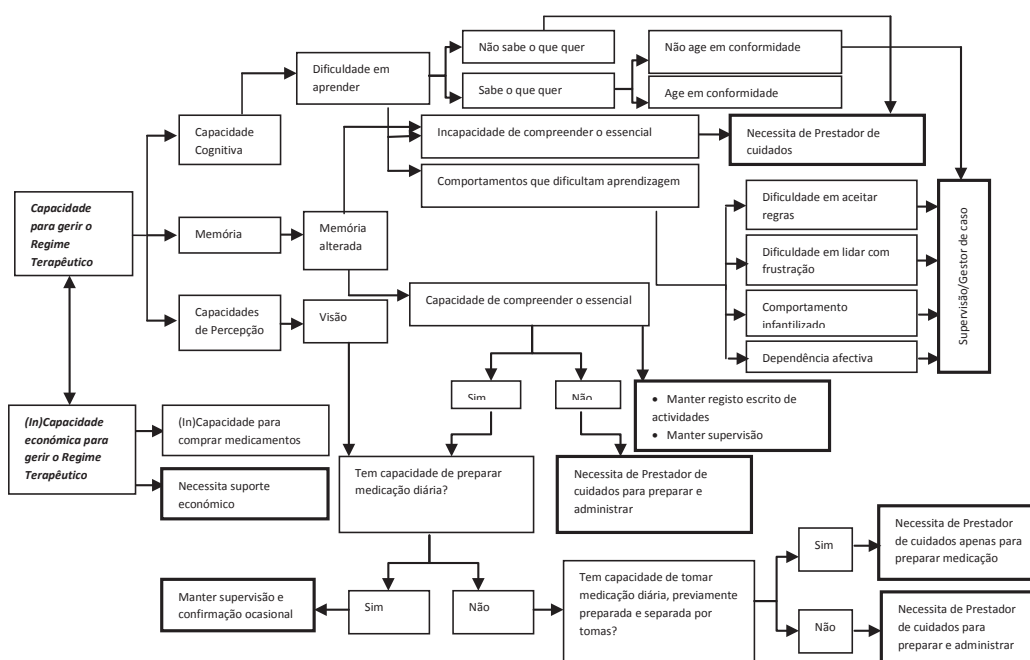 Não sabe o que quer
Não age em conformidade
Dificuldade em
aprender
Sabe o que quer
Age em conformidade
Capacidade
Cognitiva
Incapacidade de compreender o essencial
Necessita de Prestador de
cuidados
Comportamentos que dificultam aprendizagem
Capacidade
para gerir o
Regime
Terapêutico
Memória
Memória
alterada
Dificuldade em aceitar
regras
Dificuldade em lidar com
frustração
Comportamento
infantilizado
Dependência afectiva
Supervisão/Gestor de caso
Capacidades
de Percepção
Visão
Capacidade de compreender o essencial
Sim
Não
• Manter registo escrito de
actividades
• Manter supervisão
(In)Capacidade
económica para
gerir o Regime
Terapêutico
(In)Capacidade para
comprar medicamentos
Necessita suporte
económico
Tem capacidade de preparar
medicação diária?
Necessita de Prestador de
cuidados para preparar e
administrar
Manter supervisão e
confirmação ocasional
Sim
Não
Tem capacidade de tomar
medicação diária, previamente
preparada e separada por
tomas?
Sim
Necessita de Prestador
de cuidados apenas para
preparar medicação
Não
Necessita de Prestador
de cuidados para
preparar e administrar